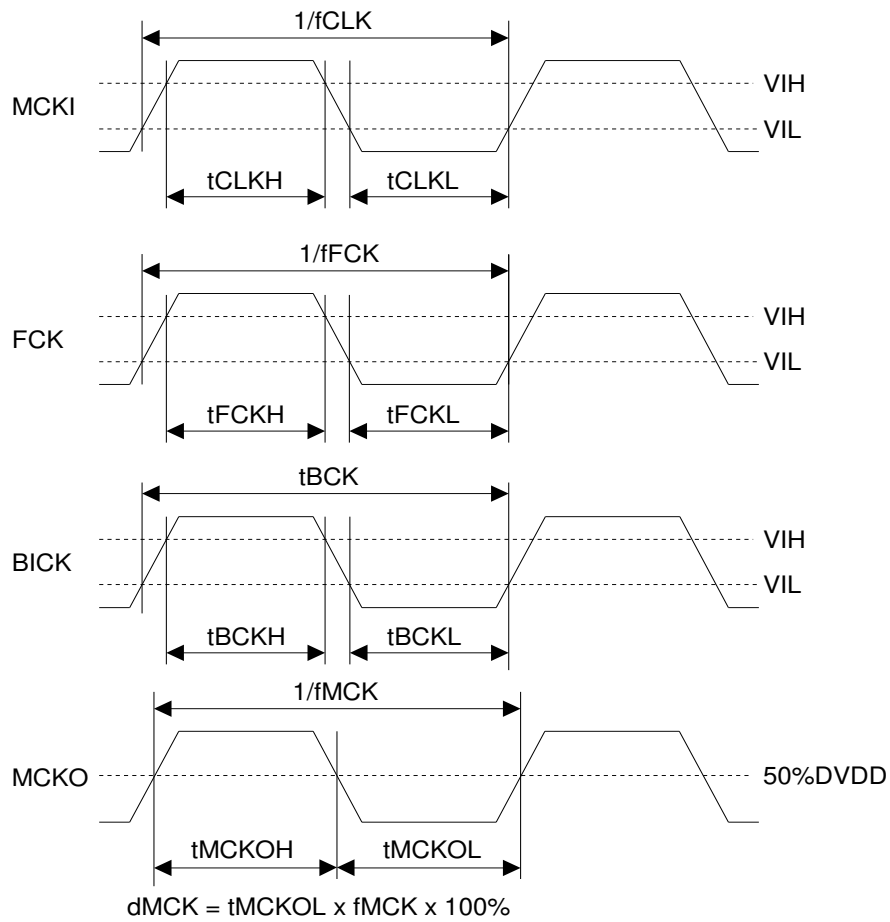 1/fCLK
MCKI
VIH
VIL
tCLKH
tCLKL
1/fFCK
FCK
VIH
VIL
tFCKH
tFCKL
tBCK
BICK
VIH
VIL
tBCKH
tBCKL
1/fMCK
MCKO
50%DVDD
tMCKOH
tMCKOL
dMCK = tMCKOL x fMCK x 100%